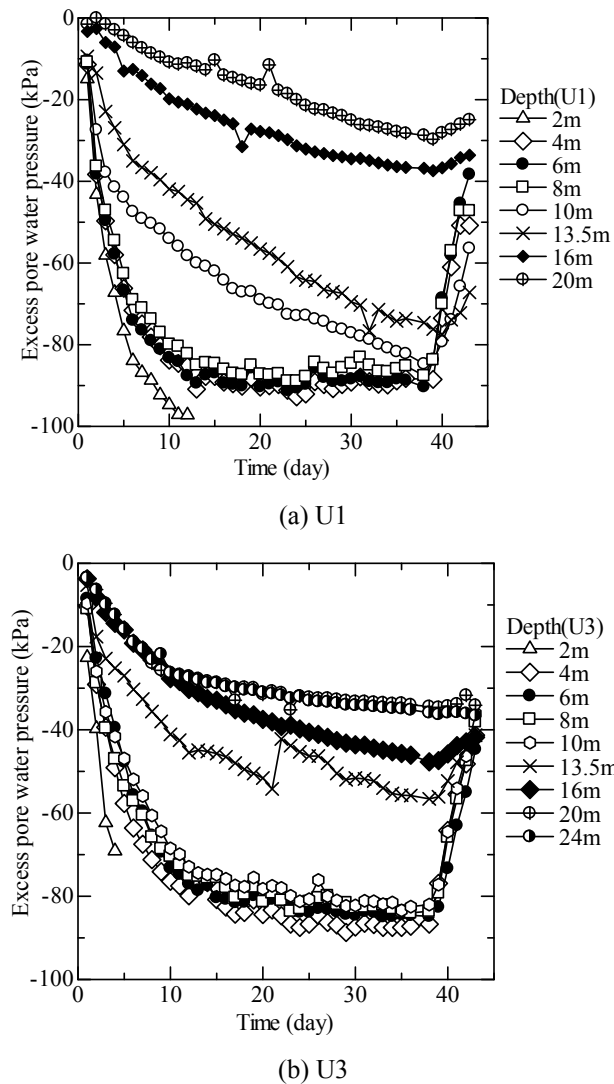 0
-20
-40
-60
-80
-100
Excess pore water pressure (kPa)
0 10 20 30 40
Time (day)
Depth(U1)
2m
4m
6m
8m
10m
13.5m
16m
20m
(a) U1
0
-20
-40
-60
-80
-100
Excess pore water pressure (kPa)
0 10 20 30 40
Time (day)
Depth(U3)
2m
4m
6m
8m
10m
13.5m
16m
20m
24m
(b) U3